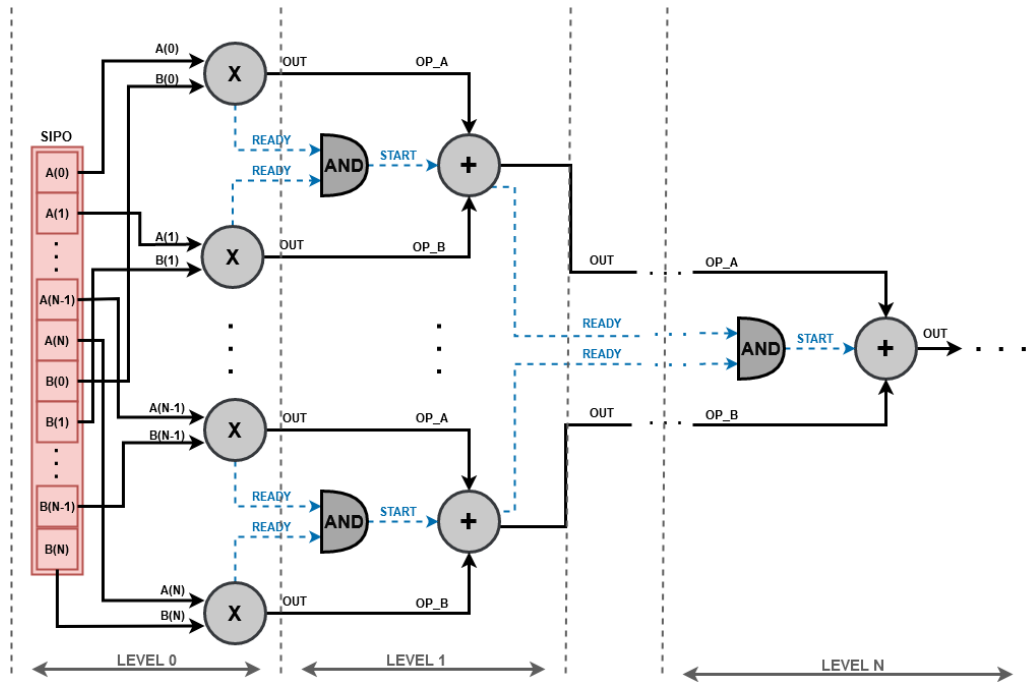 A(0)
B(0)
X
OUT
OP_A
SIPO
READY
AND
START
+
READY
A(0)
A(1)
A(1)
B(1)
X
OUT
OP_B
OUT
OP_A
A(N-1)
A(N)
B(0)
B(1)
B(N-1)
B(N)
READY
READY
AND
START
+
OUT
A(N-1)
B(N-1)
X
OUT
OP_A
OUT
OP_B
READY
AND
START
+
READY
A(N)
B(N)
X
OUT
OP_B
LEVEL 0
LEVEL 1
LEVEL N